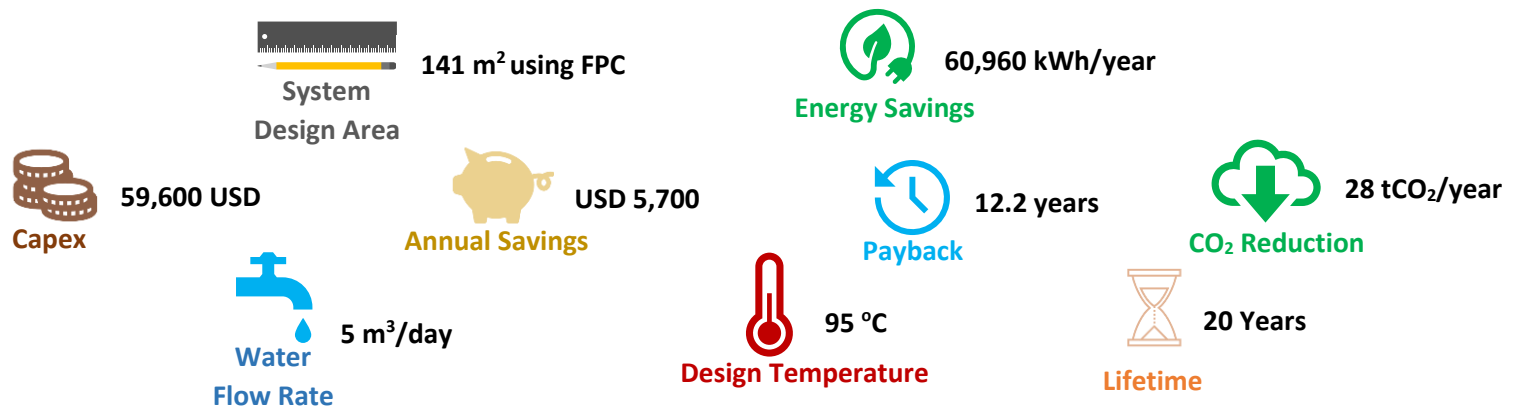 141 m² using FPC
System
Design Area
60,960 kWh/year
Energy Savings
59,600 USD
Capex
USD 5,700
Annual Savings
12.2 years
Payback
28 tCO₂/year
CO₂ Reduction
5 m³/day
Water
Flow Rate
95 °C
Design Temperature
20 Years
Lifetime